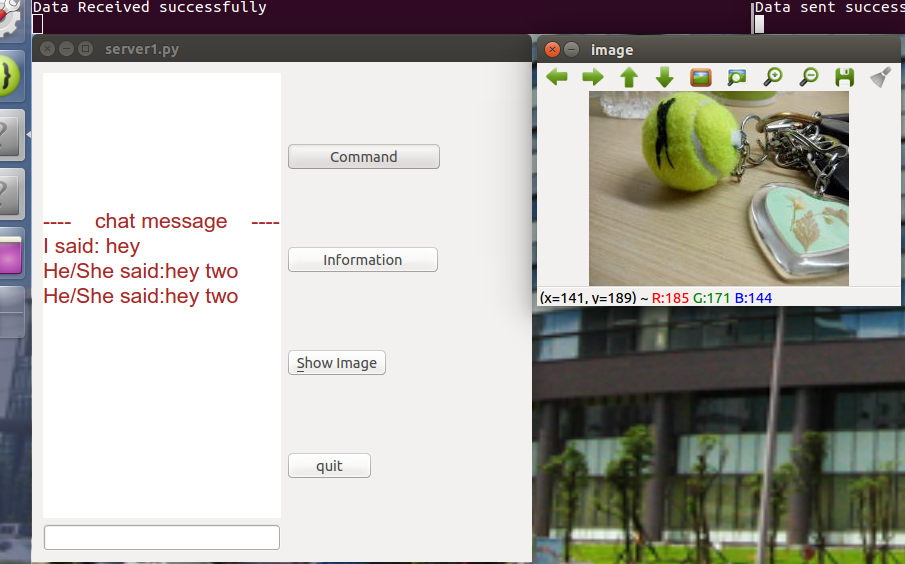 Data Received successfully
Data sent success
server1.py
image
Command
---- chat message ----
I said: hey
He/She said:hey two
He/She said:hey two
Information
(x=141, y=189) ~ R:185 G:171 B:144
Show Image
quit